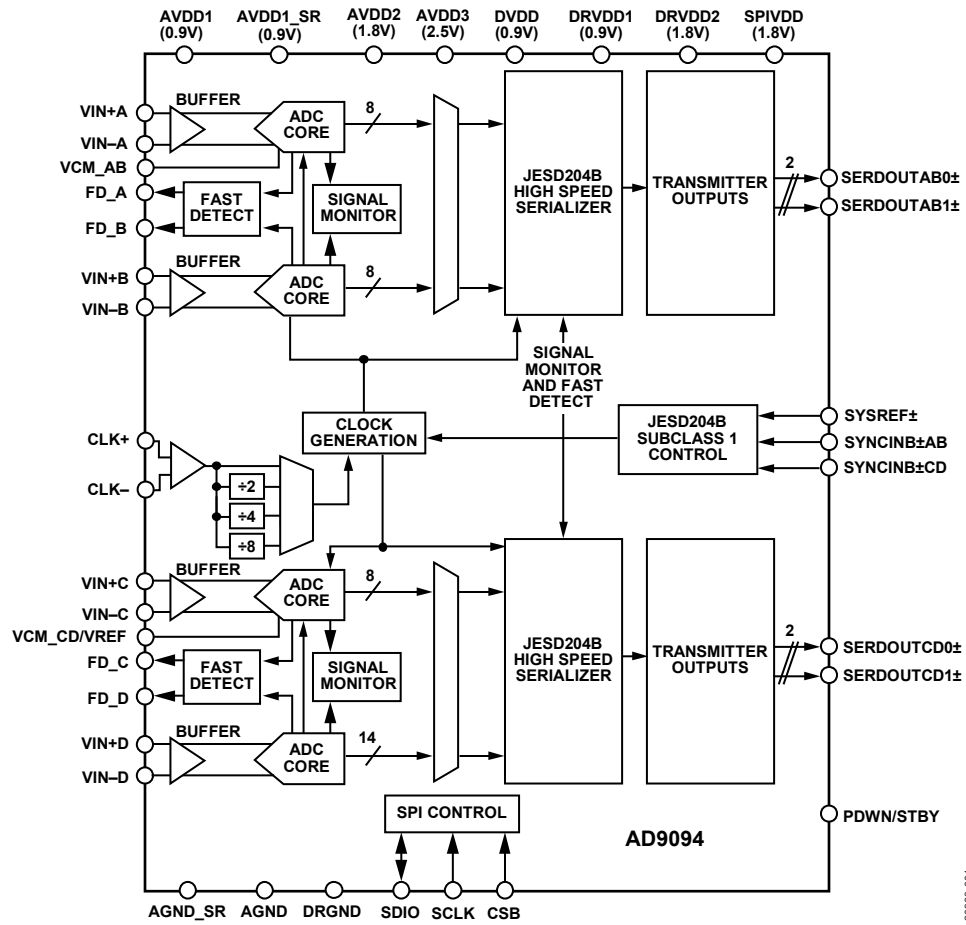 AVDD1 (0.9V)
AVDD1_SR (0.9V)
AVDD2 (1.8V)
AVDD3 (2.5V)
DVDD (0.9V)
DRVDD1 (0.9V)
DRVDD2 (1.8V)
SPIVDD (1.8V)
VIN+A
VIN–A
VCM_AB
FD_A
FD_B
VIN+B
VIN–B
BUFFER
ADC
CORE
8
FAST
DETECT
SIGNAL
MONITOR
BUFFER
ADC
CORE
8
JESD204B
HIGH SPEED
SERIALIZER
TRANSMITTER
OUTPUTS
2
SERDOUTAB0±
SERDOUTAB1±
SIGNAL
MONITOR
AND FAST
DETECT
CLK+
CLK–
÷2
÷4
÷8
CLOCK
GENERATION
JESD204B
SUBCLASS 1
CONTROL
SYSREF±
SYNCINB±AB
SYNCINB±CD
VIN+C
VIN–C
VCM_CD/VREF
FD_C
FD_D
VIN+D
VIN–D
BUFFER
ADC
CORE
8
FAST
DETECT
SIGNAL
MONITOR
BUFFER
ADC
CORE
14
JESD204B
HIGH SPEED
SERIALIZER
TRANSMITTER
OUTPUTS
2
SERDOUTCD0±
SERDOUTCD1±
SPI CONTROL
AD9094
PDWN/STBY
AGND_SR
AGND
DRGND
SDIO
SCLK
CSB